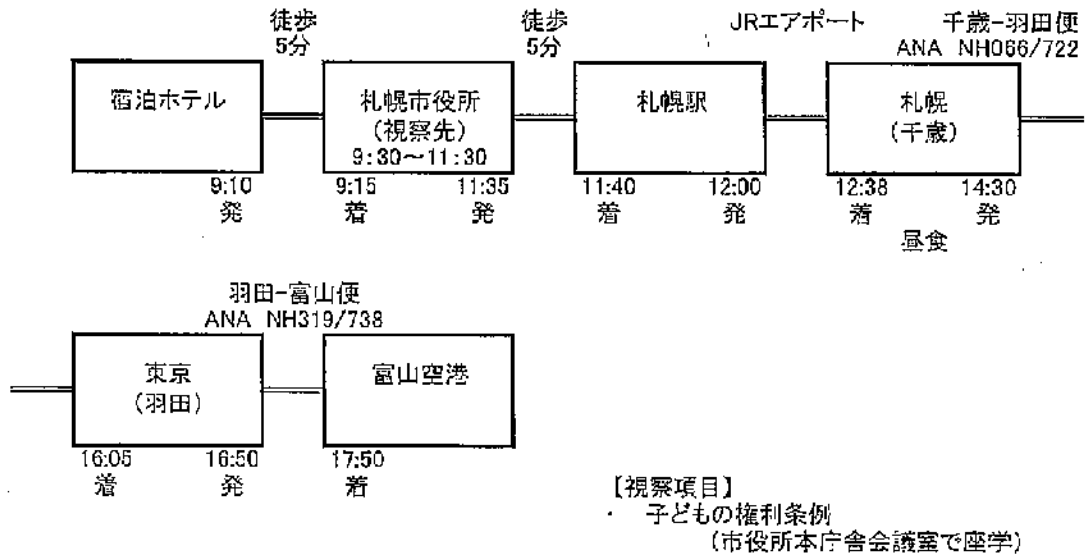 徒歩
5分
徒歩
5分
JRエアポート
千歳-羽田便
ANA NH066/722
宿泊ホテル
札幌市役所
(視察先)
9:30~11:30
札幌駅
札幌
(千歳)
9:10
発
9:15
着
11:35
発
11:40
着
12:00
発
12:38
着
14:30
発
昼食
羽田-富山便
ANA NH319/738
東京
(羽田)
富山空港
16:05
着
16:50
発
17:50
着
【視察項目】
・ 子どもの権利条例
(市役所本庁舎会議室で座学)